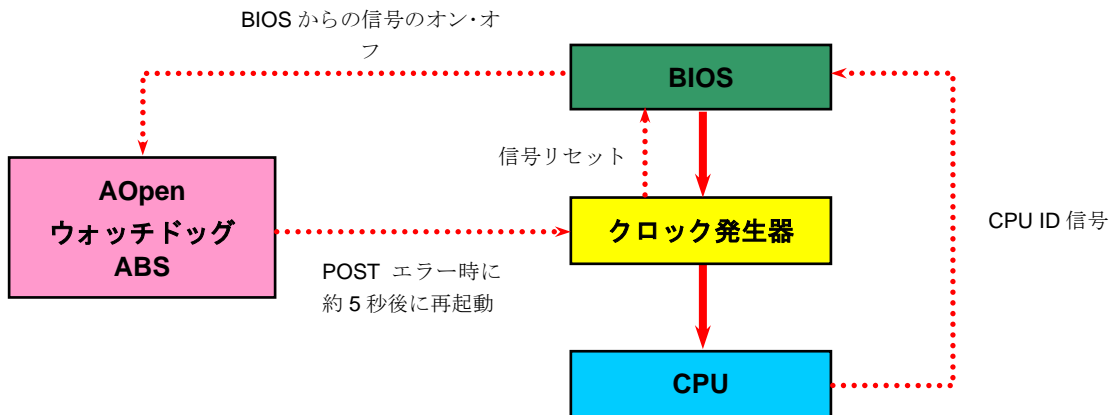 BIOS からの信号のオン・オ
フ
BIOS
信号リセット
AOpen
ウォッチドッグ
ABS
クロック発生器
CPU ID 信号
POST エラー時に
約 5 秒後に再起動
CPU